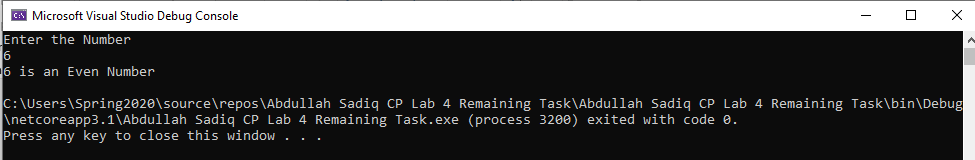 Microsoft Visual Studio Debug Console
Enter the Number
6
6 is an Even Number
C:\Users\Spring2020\source\repos\Abdullah Sadiq CP Lab 4 Remaining Task\Abdullah Sadiq CP Lab 4 Remaining Task\bin\Debug
\netcoreapp3.1\Abdullah Sadiq CP Lab 4 Remaining Task.exe (process 3200) exited with code 0.
Press any key to close this window . . .